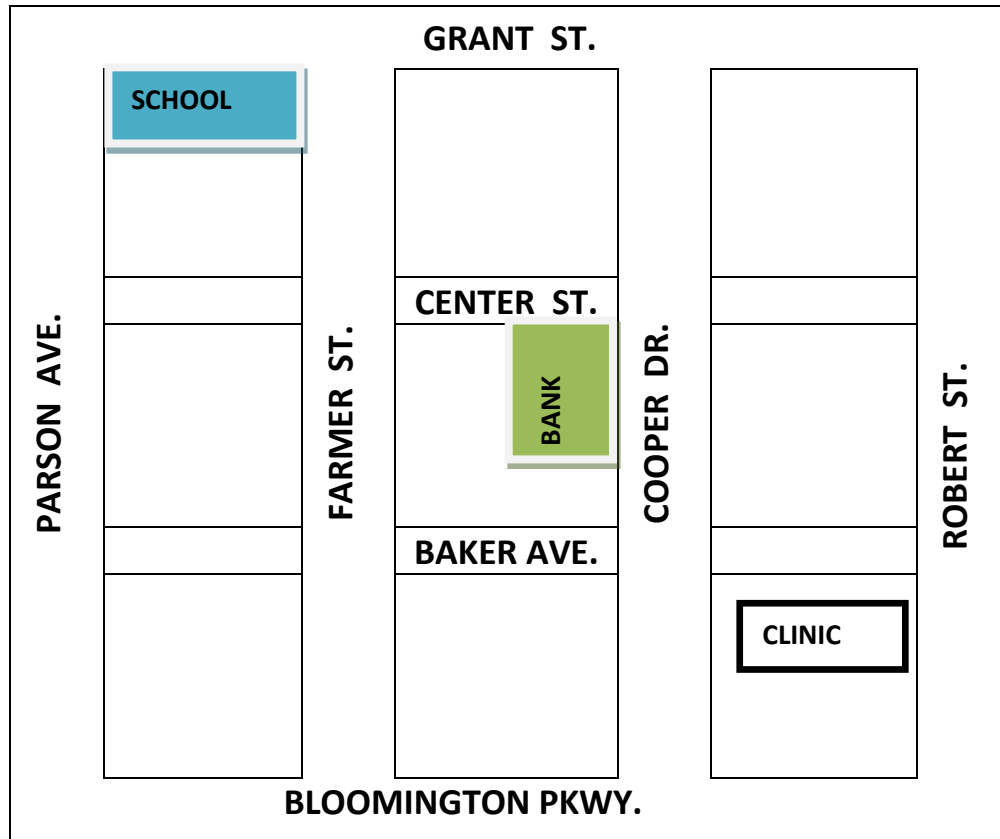 GRANT ST.
SCHOOL
CENTER ST.
PARSON AVE.
FARMER ST.
BANK
COOPER DR.
ROBERT ST.
BAKER AVE.
CLINIC
BLOOMINGTON PKWY.